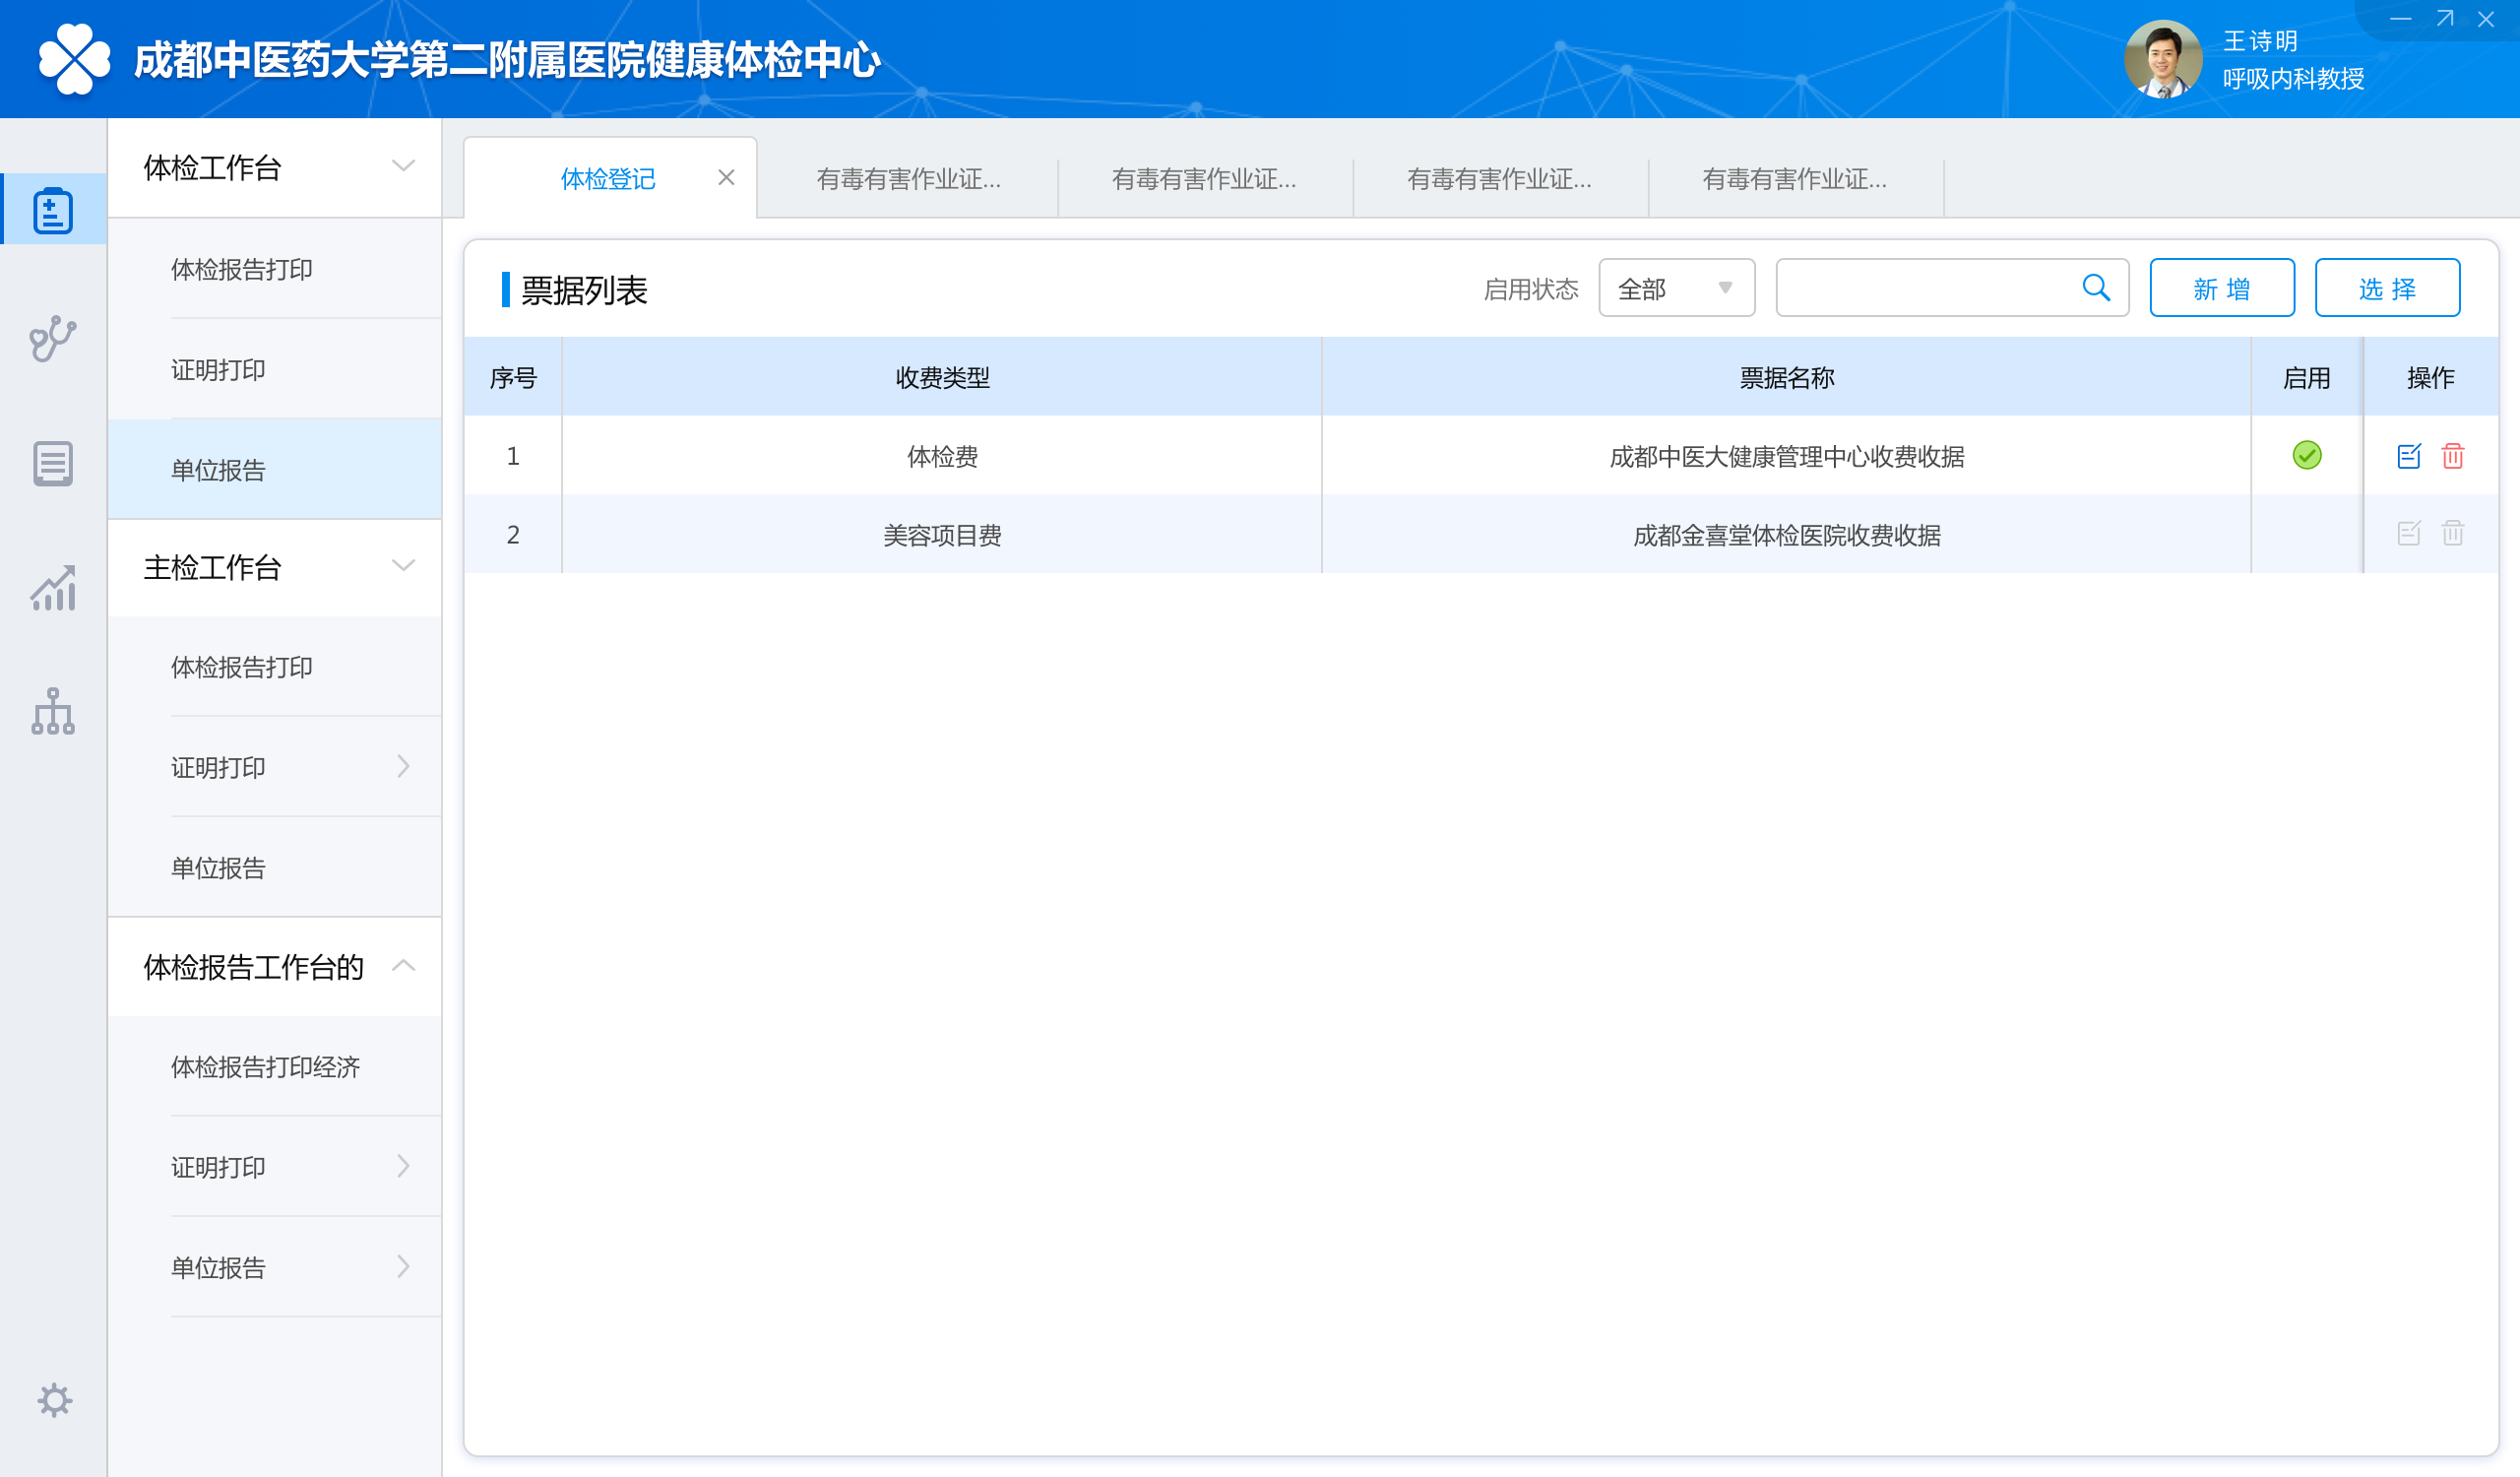 成都中医药大学第二附属医院健康体检中心
王诗明
呼吸内科教授
体检工作台
体检报告打印
证明打印
单位报告
主检工作台
体检报告打印
证明打印
单位报告
体检报告工作台的
体检报告打印经济
证明打印
单位报告
体检登记
有毒有害作业证...
有毒有害作业证...
有毒有害作业证...
有毒有害作业证...
票据列表
启用状态
全部
新 增
选 择
序号 收费类型 票据名称 启用 操作
1 体检费 成都中医大健康管理中心收费收据
2 美容项目费 成都金喜堂体检医院收费收据